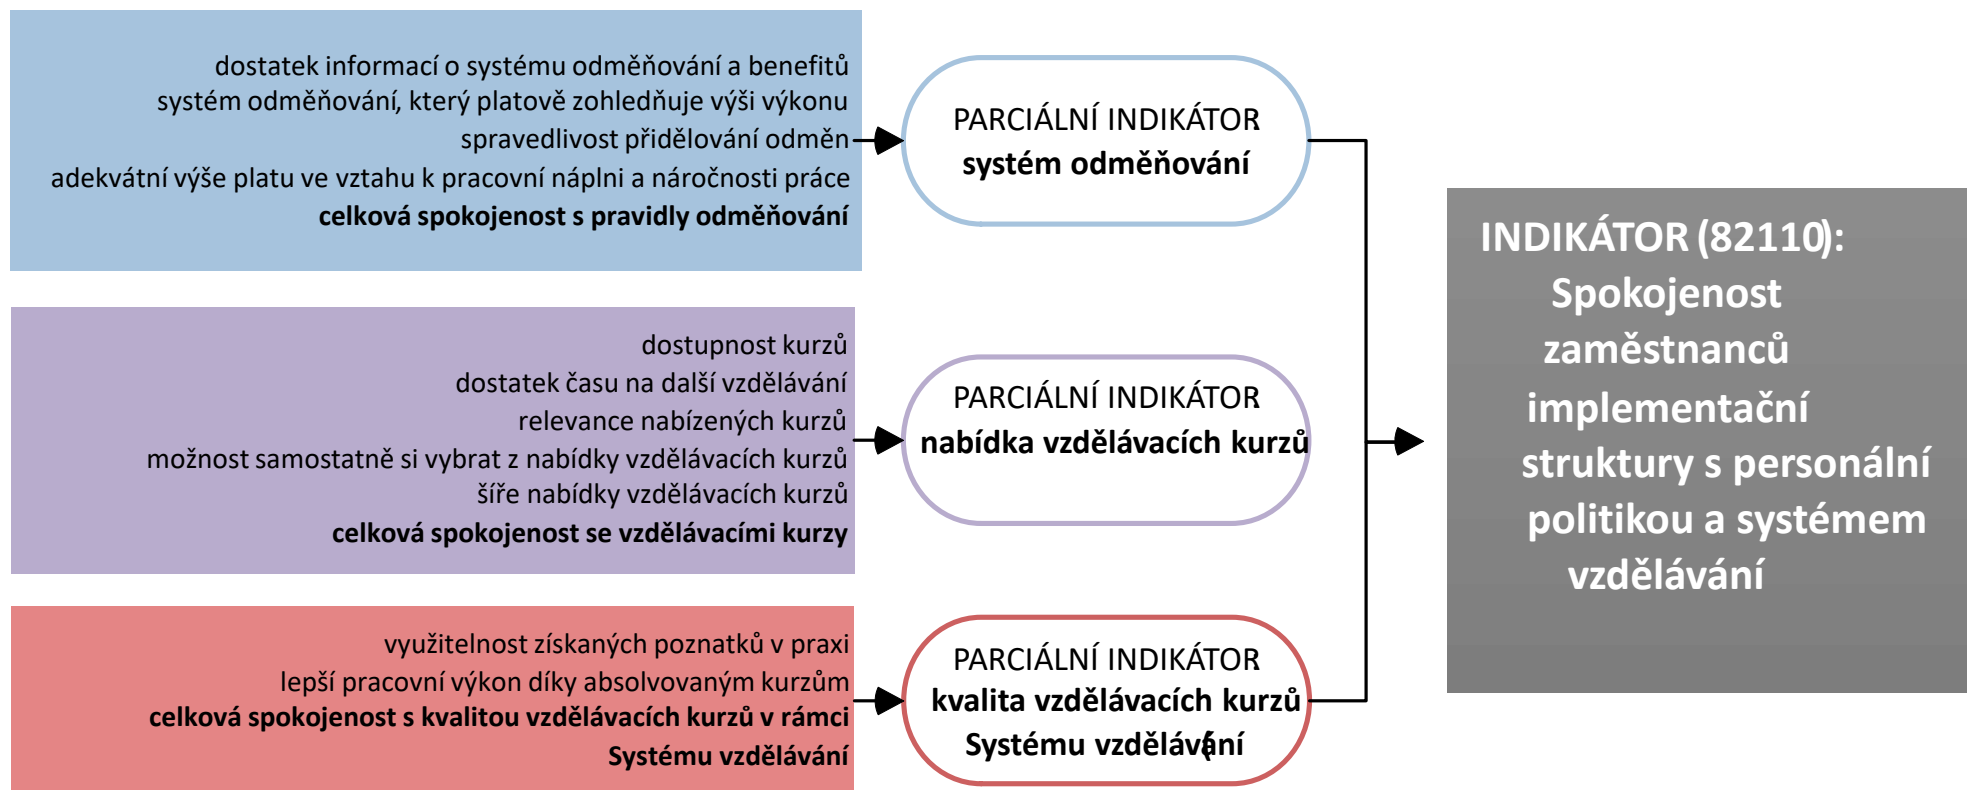 dostatek informací o systému odměňování a benefitů
systém odměňování, který platově zohledňuje výši výkonu
spravedlivost přidělování odměn
adekvátní výše platu ve vztahu k pracovní náplni a náročnosti práce
celková spokojenost s pravidly odměňování
PARCIÁLNÍ INDIKÁTOR
systém odměňování
dostupnost kurzů
dostatek času na další vzdělávání
relevance nabízených kurzů
možnost samostatně si vybrat z nabídky vzdělávacích kurzů
šíře nabídky vzdělávacích kurzů
celková spokojenost se vzdělávacími kurzy
PARCIÁLNÍ INDIKÁTOR
nabídka vzdělávacích kurzů
využitelnost získaných poznatků v praxi
lepší pracovní výkon díky absolvovaným kurzům
celková spokojenost s kvalitou vzdělávacích kurzů v rámci
Systému vzdělávání
PARCIÁLNÍ INDIKÁTOR
kvalita vzdělávacích kurzů
Systému vzdělávání
INDIKÁTOR (82110):
Spokojenost
zaměstnanců
implementační
struktury s personální
politikou a systémem
vzdělávání